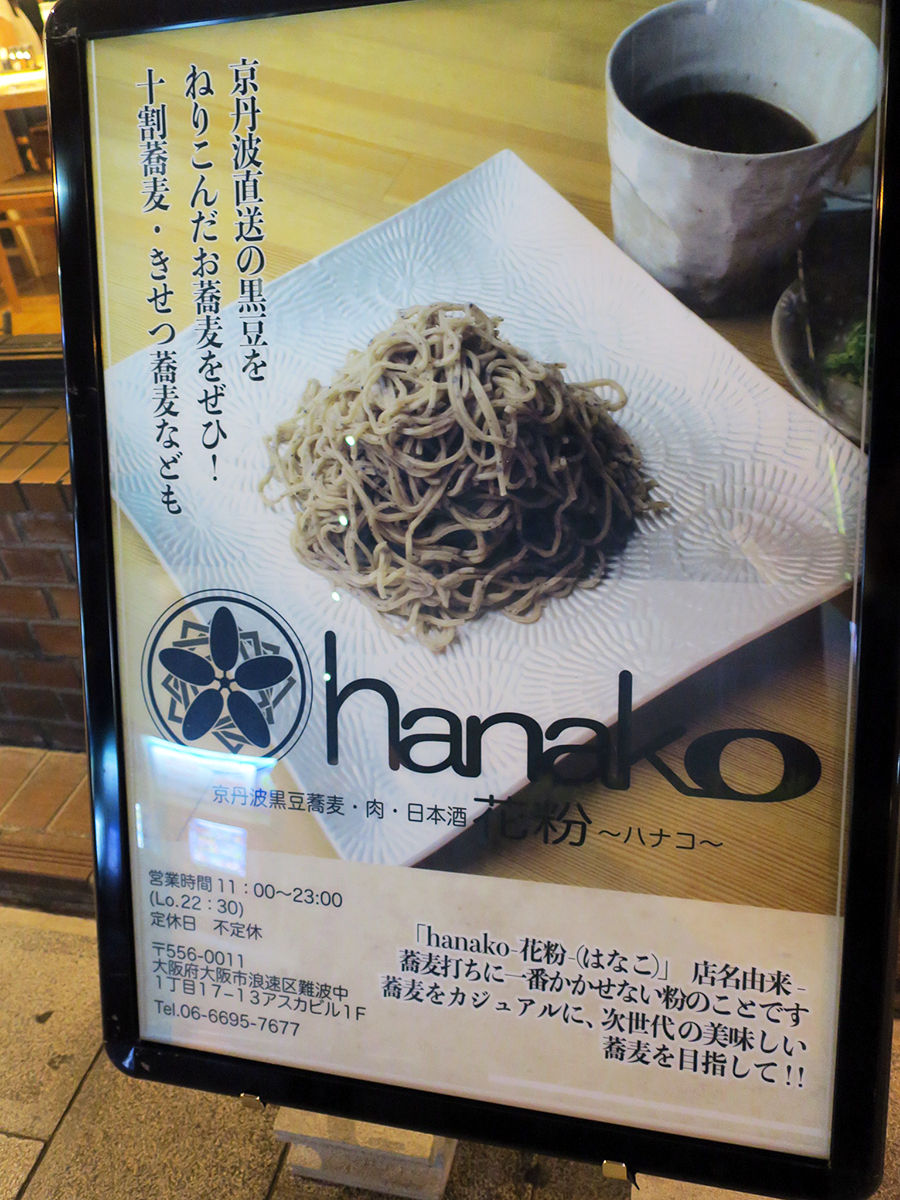 京丹波直送の黒豆を
ねりこんだお蕎麦をぜひ！
十割蕎麦・きせつ蕎麦なども
hanako
京丹波黒豆蕎麦・肉・日本酒 花粉 〜ハナコ〜
営業時間 11：00〜23:00
(Lo.22：30)
定休日　不定休
〒556-0011
大阪府大阪市浪速区難波中
1丁目17-13アスカビル1F
Tel.06-6695-7677
「hanako-花粉-(はなこ)」 店名由来-
蕎麦打ちに一番かかせない粉のことです
蕎麦をカジュアルに、次世代の美味しい
蕎麦を目指して!!